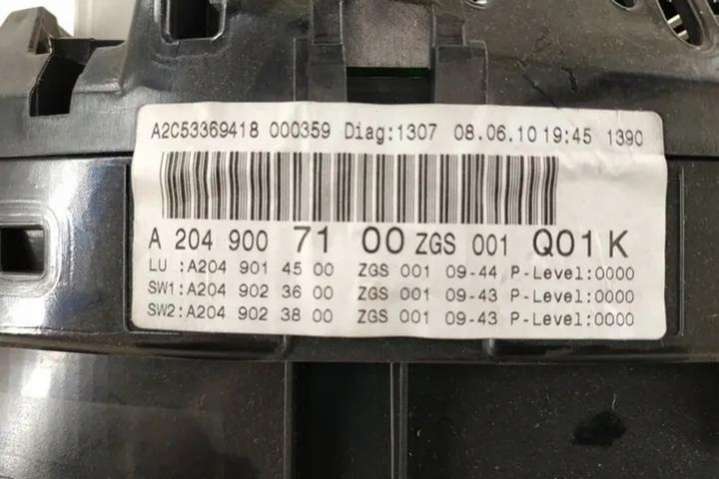 A2C53369418 000359 Diag:1307 08.06.10 19:45 1390
A 204 900 71 00 ZGS 001 Q01 K
LU :A204 901 45 00 ZGS 001 09-44 P-Level:0000
SW1:A204 902 36 00 ZGS 001 09-43 P-Level:0000
SW2:A204 902 38 00 ZGS 001 09-43 P-Level:0000